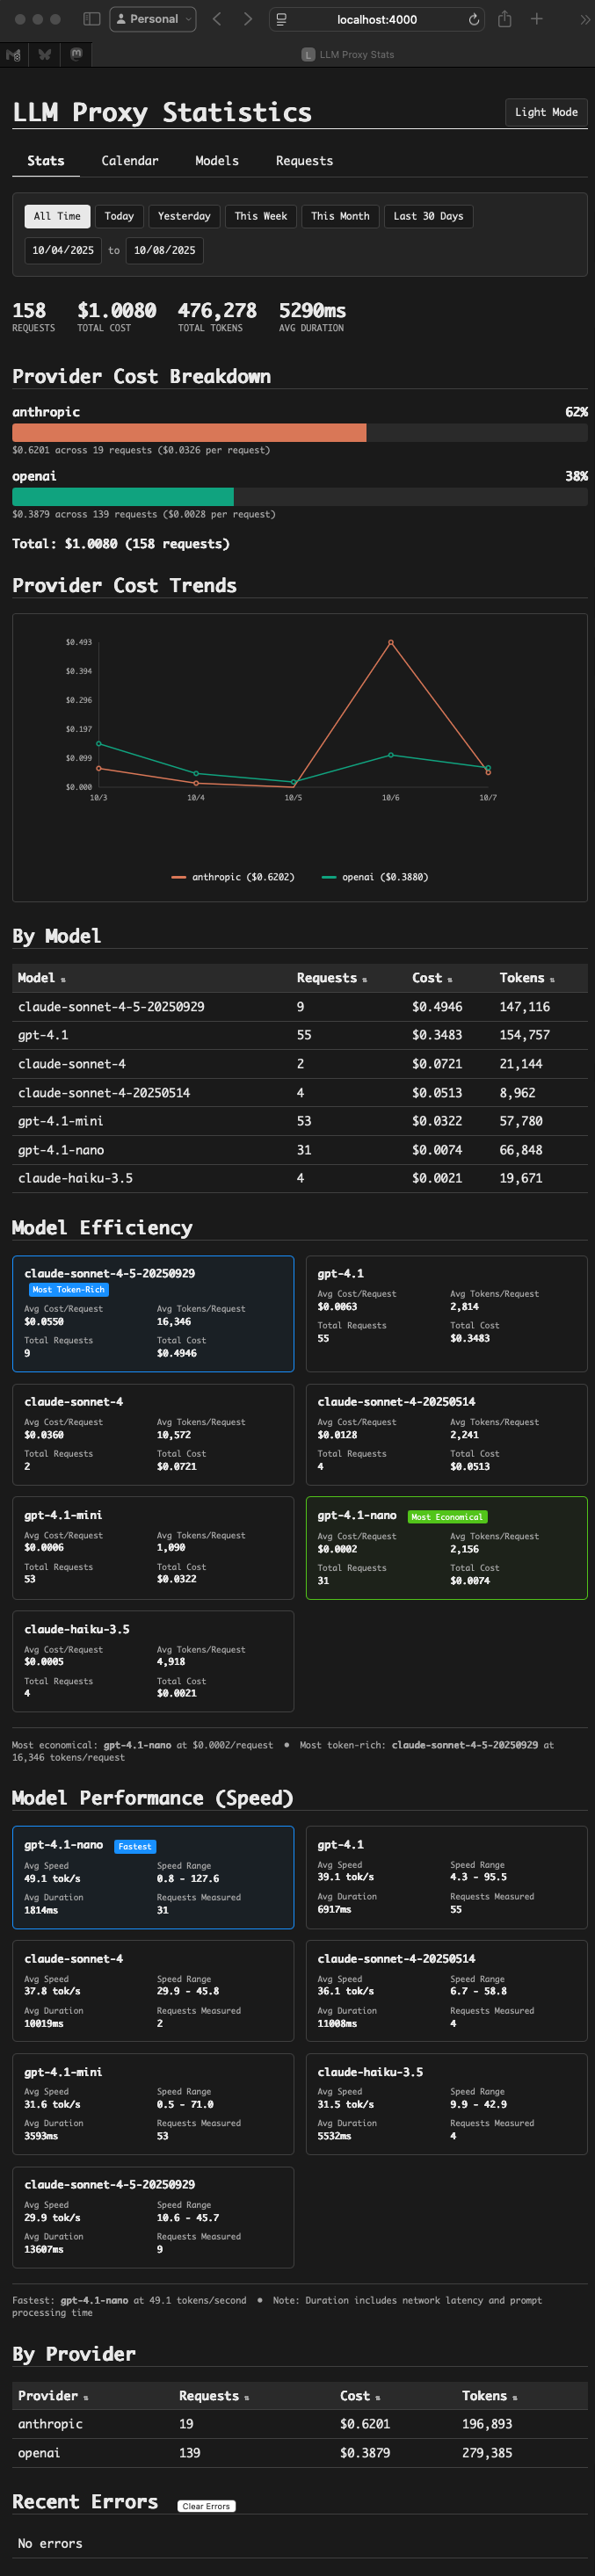 Personal
localhost:4000
L LLM Proxy Stats
LLM Proxy Statistics
Light Mode
Stats Calendar Models Requests
All Time Today Yesterday This Week This Month Last 30 Days
10/04/2025 to 10/08/2025
158 $1.0080 476,278 5290ms
REQUESTS TOTAL COST TOTAL TOKENS AVG DURATION
Provider Cost Breakdown
anthropic 62%
$0.6201 across 19 requests ($0.0326 per request)
openai 38%
$0.3879 across 139 requests ($0.0028 per request)
Total: $1.0080 (158 requests)
Provider Cost Trends
$0.493
$0.394
$0.296
$0.197
$0.099
$0.000
10/3 10/4 10/5 10/6 10/7
anthropic ($0.6202) openai ($0.3880)
By Model
Model Requests Cost Tokens
claude-sonnet-4-5-20250929 9 $0.4946 147,116
gpt-4.1 55 $0.3483 154,757
claude-sonnet-4 2 $0.0721 21,144
claude-sonnet-4-20250514 4 $0.0513 8,962
gpt-4.1-mini 53 $0.0322 57,780
gpt-4.1-nano 31 $0.0074 66,848
claude-haiku-3.5 4 $0.0021 19,671
Model Efficiency
claude-sonnet-4-5-20250929
Most Token-Rich
Avg Cost/Request Avg Tokens/Request
$0.0550 16,346
Total Requests Total Cost
9 $0.4946
gpt-4.1
Avg Cost/Request Avg Tokens/Request
$0.0063 2,814
Total Requests Total Cost
55 $0.3483
claude-sonnet-4
Avg Cost/Request Avg Tokens/Request
$0.0360 10,572
Total Requests Total Cost
2 $0.0721
claude-sonnet-4-20250514
Avg Cost/Request Avg Tokens/Request
$0.0128 2,241
Total Requests Total Cost
4 $0.0513
gpt-4.1-mini
Avg Cost/Request Avg Tokens/Request
$0.0006 1,090
Total Requests Total Cost
53 $0.0322
gpt-4.1-nano Most Economical
Avg Cost/Request Avg Tokens/Request
$0.0002 2,156
Total Requests Total Cost
31 $0.0074
claude-haiku-3.5
Avg Cost/Request Avg Tokens/Request
$0.0005 4,918
Total Requests Total Cost
4 $0.0021
Most economical: gpt-4.1-nano at $0.0002/request • Most token-rich: claude-sonnet-4-5-20250929 at
16,346 tokens/request
Model Performance (Speed)
gpt-4.1-nano Fastest
Avg Speed Speed Range
49.1 tok/s 0.8 - 127.6
Avg Duration Requests Measured
1814ms 31
gpt-4.1
Avg Speed Speed Range
39.1 tok/s 4.3 - 95.5
Avg Duration Requests Measured
6917ms 55
claude-sonnet-4
Avg Speed Speed Range
37.8 tok/s 29.9 - 45.8
Avg Duration Requests Measured
10019ms 2
claude-sonnet-4-20250514
Avg Speed Speed Range
36.1 tok/s 6.7 - 58.8
Avg Duration Requests Measured
11008ms 4
gpt-4.1-mini
Avg Speed Speed Range
31.6 tok/s 0.5 - 71.0
Avg Duration Requests Measured
3593ms 53
claude-haiku-3.5
Avg Speed Speed Range
31.5 tok/s 9.9 - 42.9
Avg Duration Requests Measured
5532ms 4
claude-sonnet-4-5-20250929
Avg Speed Speed Range
29.9 tok/s 10.6 - 45.7
Avg Duration Requests Measured
13607ms 9
Fastest: gpt-4.1-nano at 49.1 tokens/second • Note: Duration includes network latency and prompt
processing time
By Provider
Provider Requests Cost Tokens
anthropic 19 $0.6201 196,893
openai 139 $0.3879 279,385
Recent Errors Clear Errors
No errors